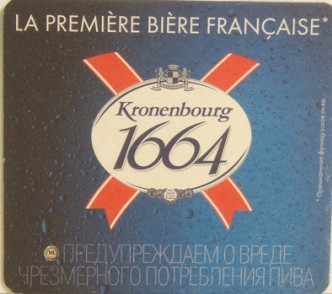 LA PREMIÈRE BIÈRE FRANÇAISE*
Kronenbourg
1664
ПРЕДУПРЕЖДАЕМ О ВРЕДЕ
ЧРЕЗМЕРНОГО ПОТРЕБЛЕНИЯ ПИВА